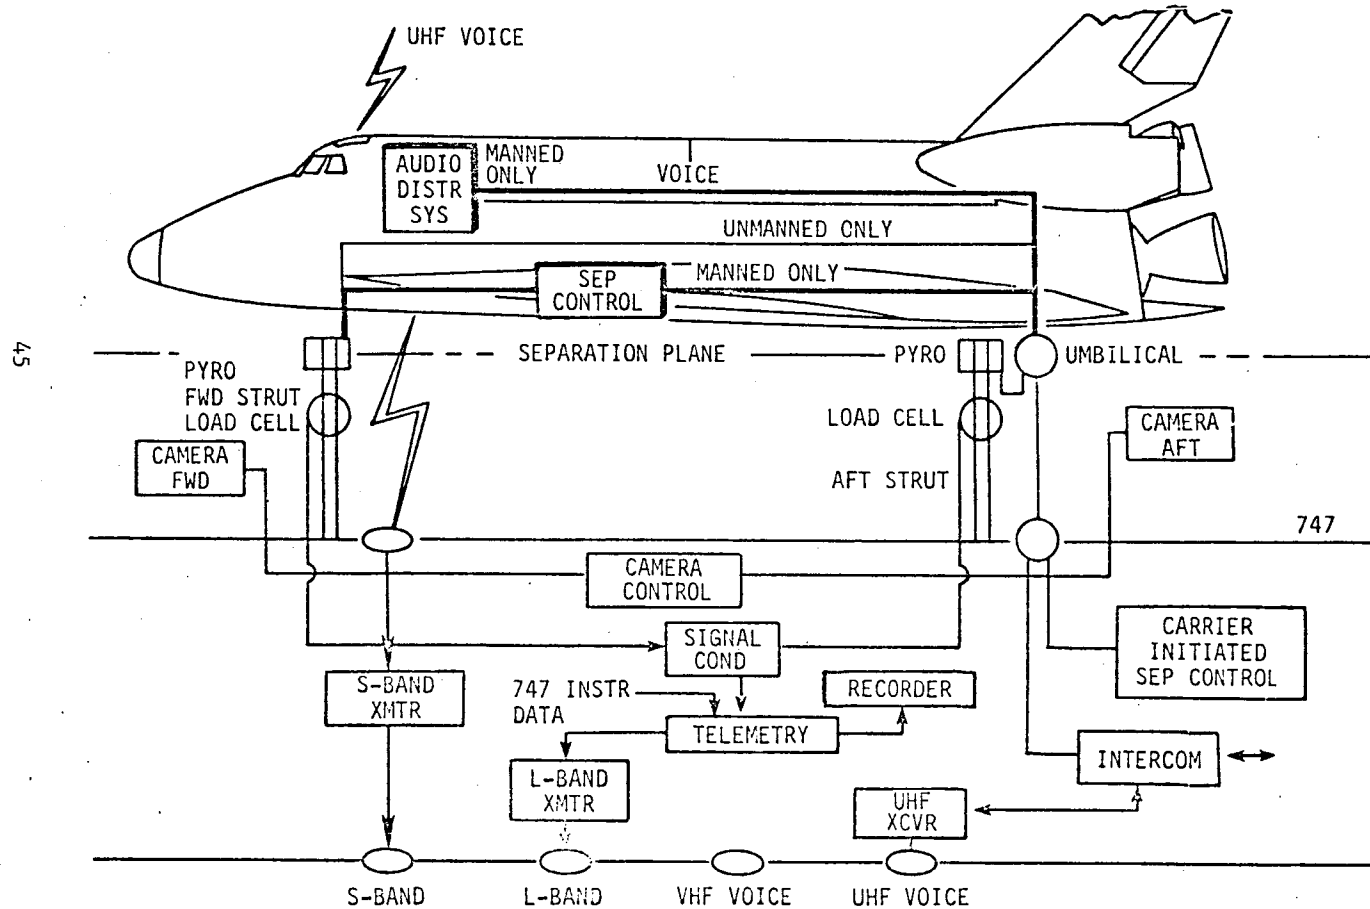 UHF VOICE
AUDIO
DISTR
SYS
MANNED
ONLY
VOICE
UNMANNED ONLY
SEP
CONTROL
MANNED ONLY
45
PYRO
FWD STRUT
LOAD CELL
SEPARATION PLANE
PYRO
UMBILICAL
LOAD CELL
AFT STRUT
CAMERA
FWD
CAMERA
AFT
747
CAMERA
CONTROL
SIGNAL
COND
CARRIER
INITIATED
SEP CONTROL
S-BAND
XMTR
747 INSTR
DATA
RECORDER
TELEMETRY
INTERCOM
L-BAND
XMTR
UHF
XCVR
S-BAND
L-BAND
VHF VOICE
UHF VOICE